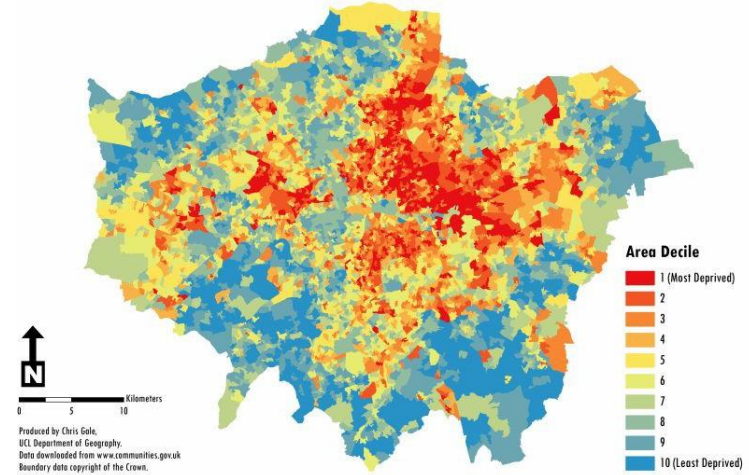 Area Decile
1 (Most Deprived)
2
3
4
5
6
7
8
9
10 (Least Deprived)
N
Kilometers
0 5 10
Produced by Chris Gale,
UCL Department of Geography.
Data downloaded from www.communities.gov.uk
Boundary data copyright of the Crown.